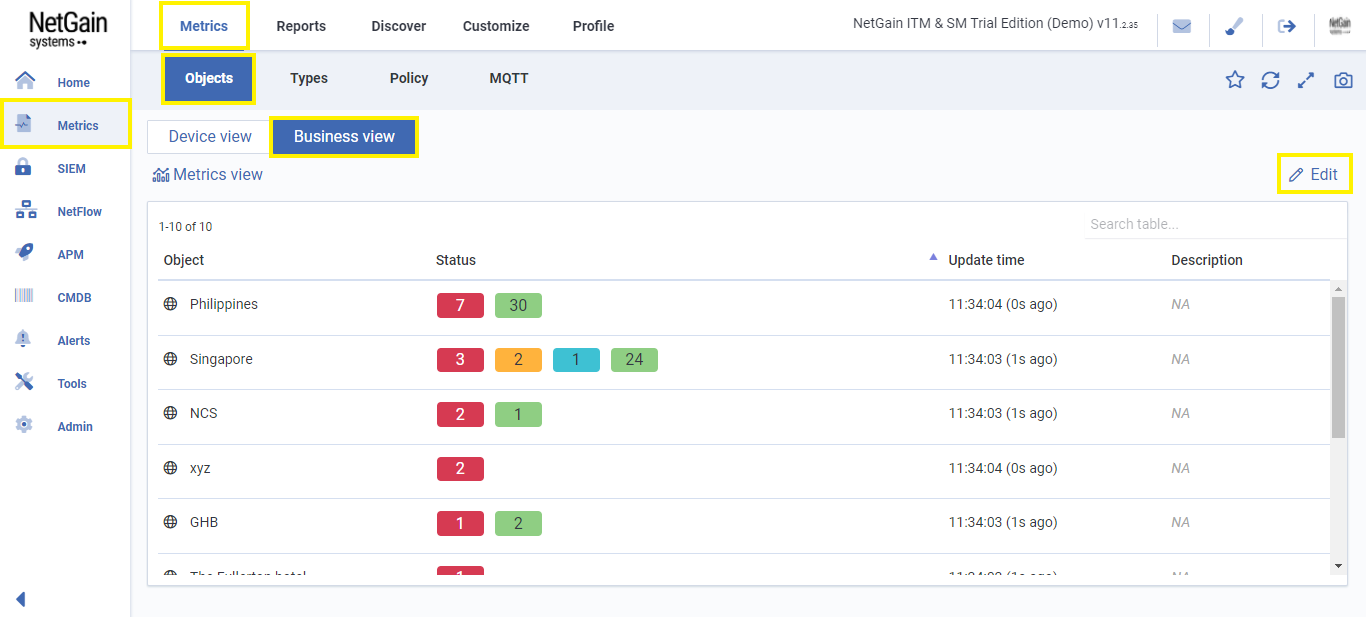 NetGain
systems
Metrics Reports Discover Customize Profile
NetGain ITM & SM Trial Edition (Demo) v11.2.35
NetGain
Home
Metrics
SIEM
NetFlow
APM
CMDB
Alerts
Tools
Admin
Objects Types Policy MQTT
Device view Business view
Metrics view Edit
1-10 of 10 Search table...
Object Status Update time Description
Philippines 7 30 11:34:04 (0s ago) NA
Singapore 3 2 1 24 11:34:03 (1s ago) NA
NCS 2 1 11:34:03 (1s ago) NA
xyz 2 11:34:04 (0s ago) NA
GHB 1 2 11:34:03 (1s ago) NA
The Fullerton hotel 1